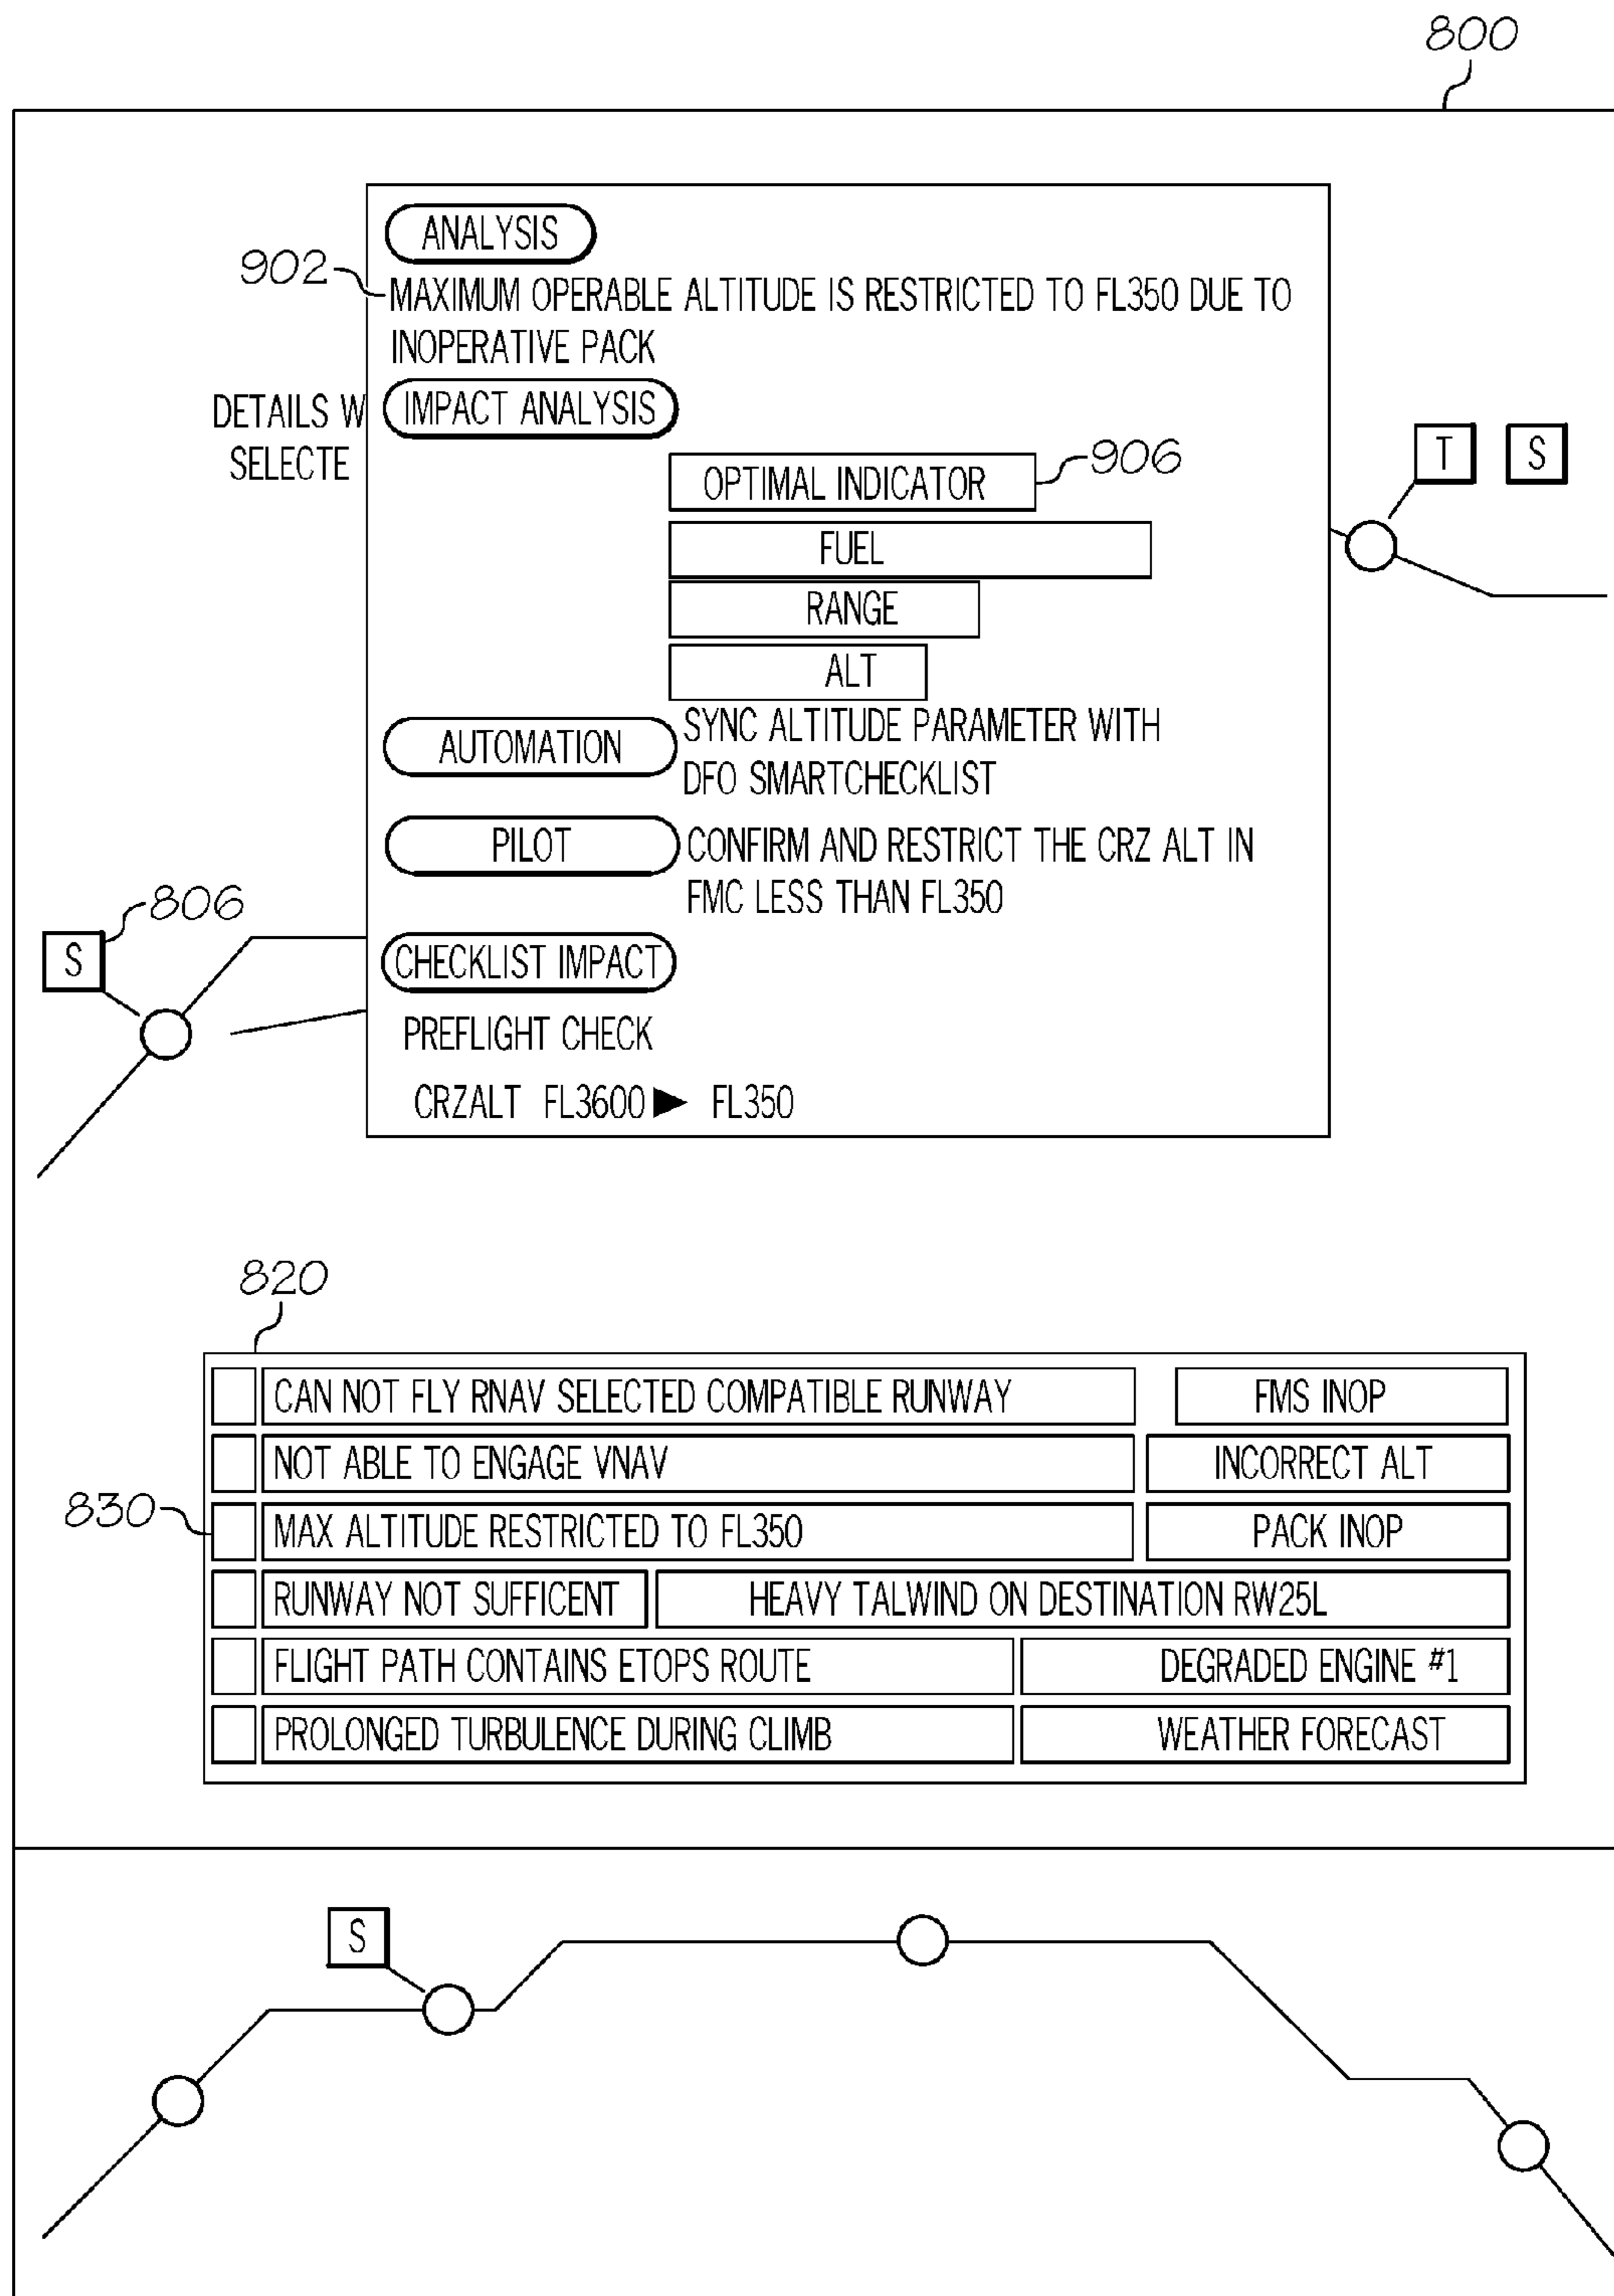 800
ANALYSIS
902
MAXIMUM OPERABLE ALTITUDE IS RESTRICTED TO FL350 DUE TO
INOPERATIVE PACK
DETAILS W
SELECTE
IMPACT ANALYSIS
OPTIMAL INDICATOR
906
FUEL
RANGE
ALT
T
S
AUTOMATION
SYNC ALTITUDE PARAMETER WITH
DFO SMARTCHECKLIST
PILOT
CONFIRM AND RESTRICT THE CRZ ALT IN
FMC LESS THAN FL350
806
S
CHECKLIST IMPACT
PREFLIGHT CHECK
CRZALT FL3600 ▶ FL350
820
CAN NOT FLY RNAV SELECTED COMPATIBLE RUNWAY
FMS INOP
NOT ABLE TO ENGAGE VNAV
INCORRECT ALT
830
MAX ALTITUDE RESTRICTED TO FL350
PACK INOP
RUNWAY NOT SUFFICENT
HEAVY TALWIND ON DESTINATION RW25L
FLIGHT PATH CONTAINS ETOPS ROUTE
DEGRADED ENGINE #1
PROLONGED TURBULENCE DURING CLIMB
WEATHER FORECAST
S